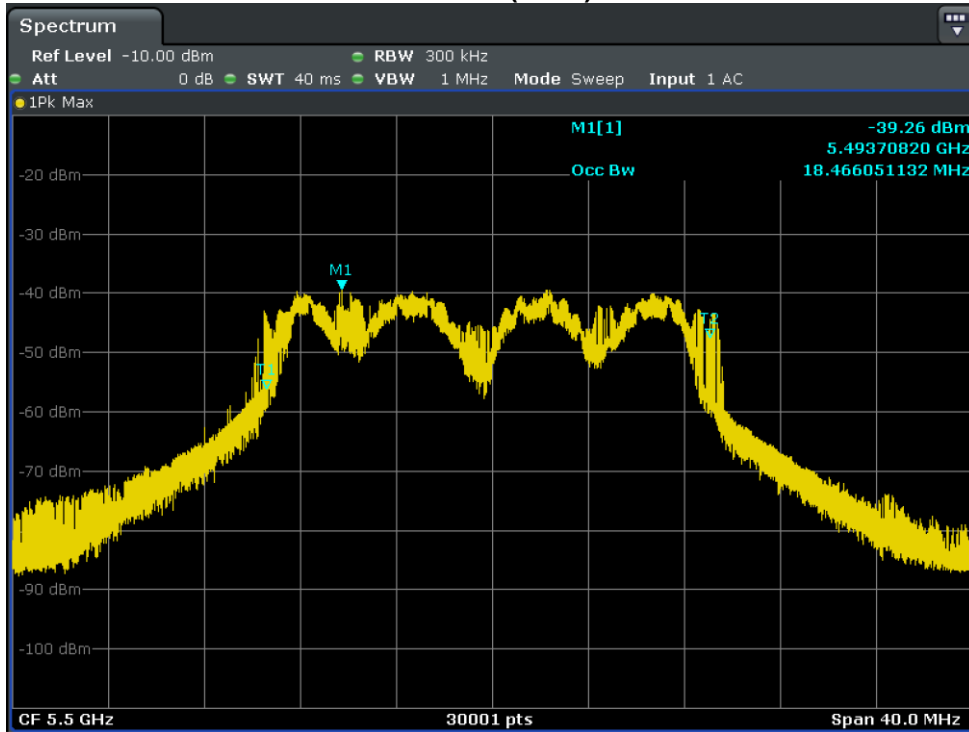 Spectrum
Ref Level -10.00 dBm RBW 300 kHz
Att 0 dB SWT 40 ms VBW 1 MHz Mode Sweep Input 1 AC
1Pk Max
M1[1] -39.26 dBm
5.49370820 GHz
Occ Bw 18.466051132 MHz
-20 dBm
-30 dBm
M1
-40 dBm
T2
-50 dBm
T1
-60 dBm
-70 dBm
-90 dBm
-100 dBm
CF 5.5 GHz 30001 pts Span 40.0 MHz